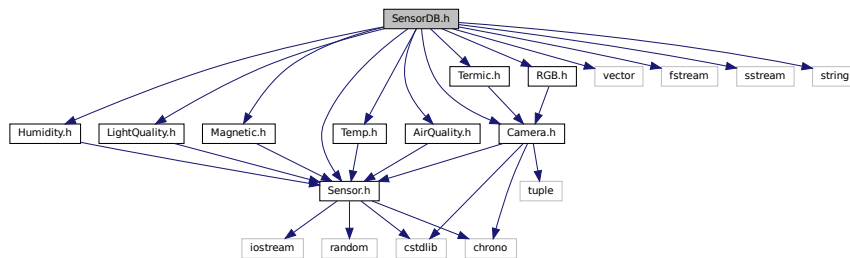 SensorDB.h
Termic.h
RGB.h
vector
fstream
sstream
string
Humidity.h
LightQuality.h
Magnetic.h
Temp.h
AirQuality.h
Camera.h
Sensor.h
tuple
iostream
random
cstdlib
chrono